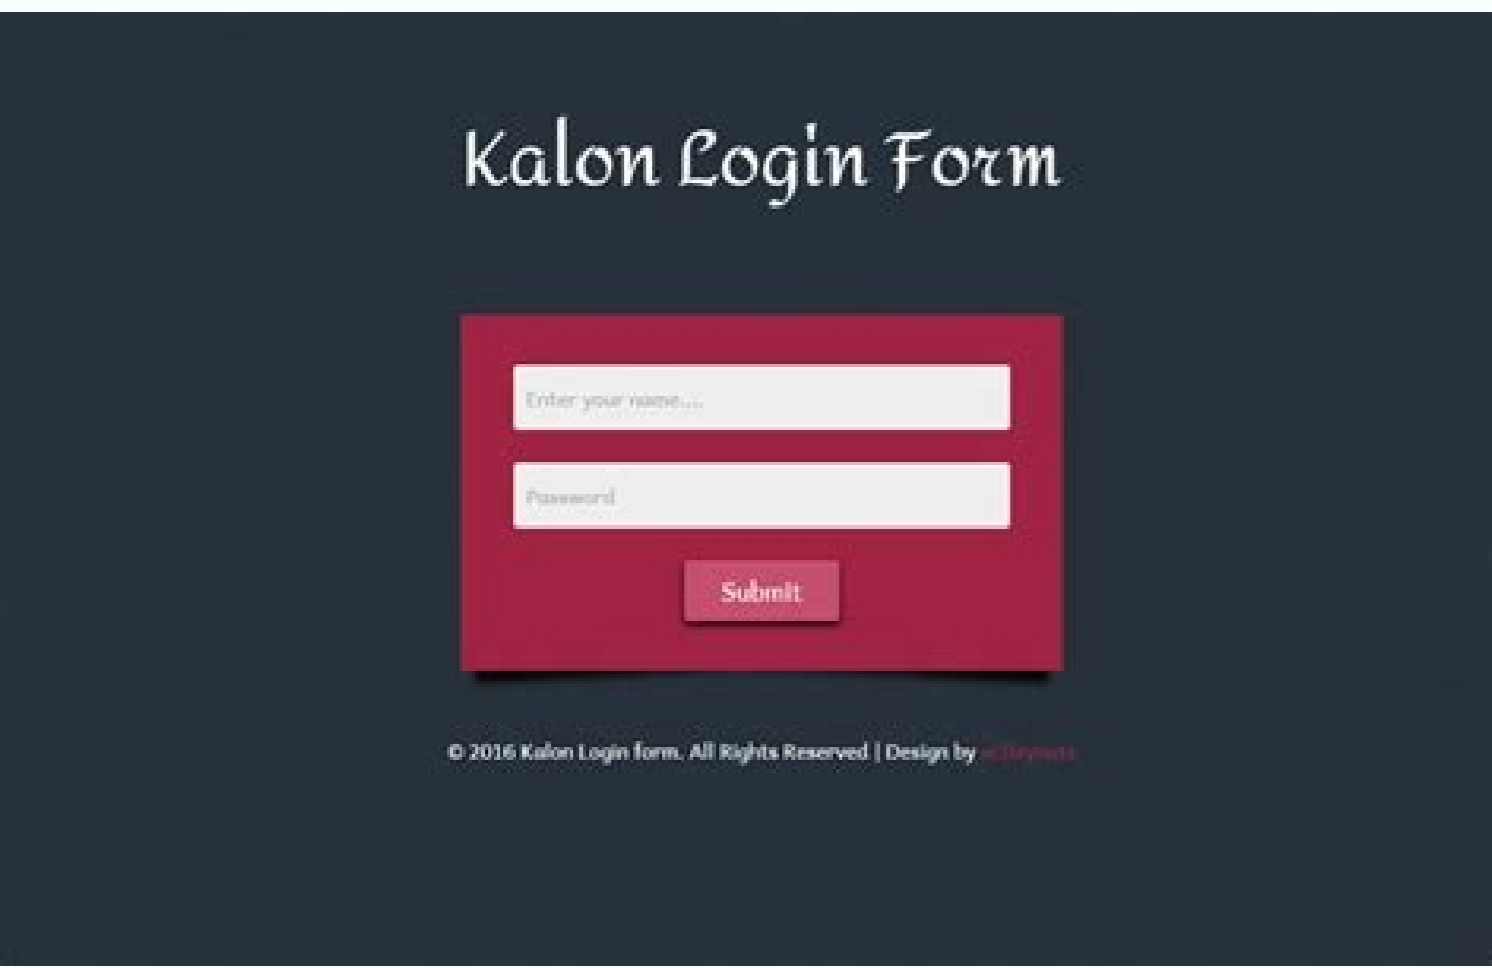 Kalon Login Form
Enter your name....
Password
Submit
© 2016 Kalon Login form. All Rights Reserved | Design by